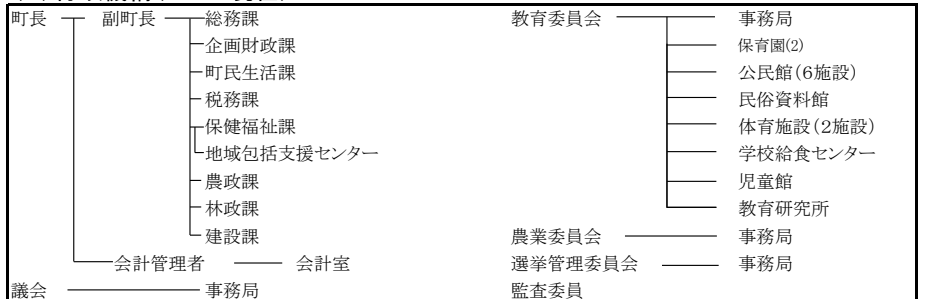 町長 副町長 総務課
企画財政課
町民生活課
税務課
保健福祉課
地域包括支援センター
農政課
林政課
建設課
会計管理者 会計室
議会 事務局
教育委員会 事務局
保育園(2)
公民館(6施設)
民俗資料館
体育施設(2施設)
学校給食センター
児童館
教育研究所
農業委員会 事務局
選挙管理委員会 事務局
監査委員